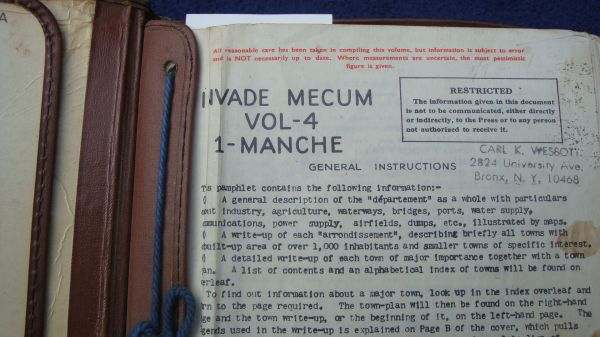 A
All reasonable care has been taken in compiling this volume, but information is subject to error
and is NOT necessarily up to date. Where measurements are uncertain, the most pessimistic
figure is given.
RESTRICTED
The information given in this document
is not to be communicated, either directly
or indirectly, to the Press or to any person
not authorized to receive it.
NVADE MECUM
VOL-4
1-MANCHE
CARL K. WESBOTT
2824 University Ave.
Bronx, N. Y. 10468
GENERAL INSTRUCTIONS
s pamphlet contains the following information:-
) A general description of the "département" as a whole with particulars
out industry, agriculture, waterways, bridges, ports, water supply,
munications, power supply, airfields, dumps, etc., illustrated by maps.
) A write-up of each "arrondissement", describing briefly all towns with
built-up area of over 1,000 inhabitants and smaller towns of specific interest.
) A detailed write-up of each town of major importance together with a town
an. A list of contents and an alphabetical index of towns will be found on
erleaf.
To find out information about a major town, look up in the index overleaf and
rn to the page required. The town-plan will then be found on the right-hand
ge and the town write-up, or the beginning of it, on the left-hand page. The
gends used in the write-up is explained on Page B of the cover, which pulls